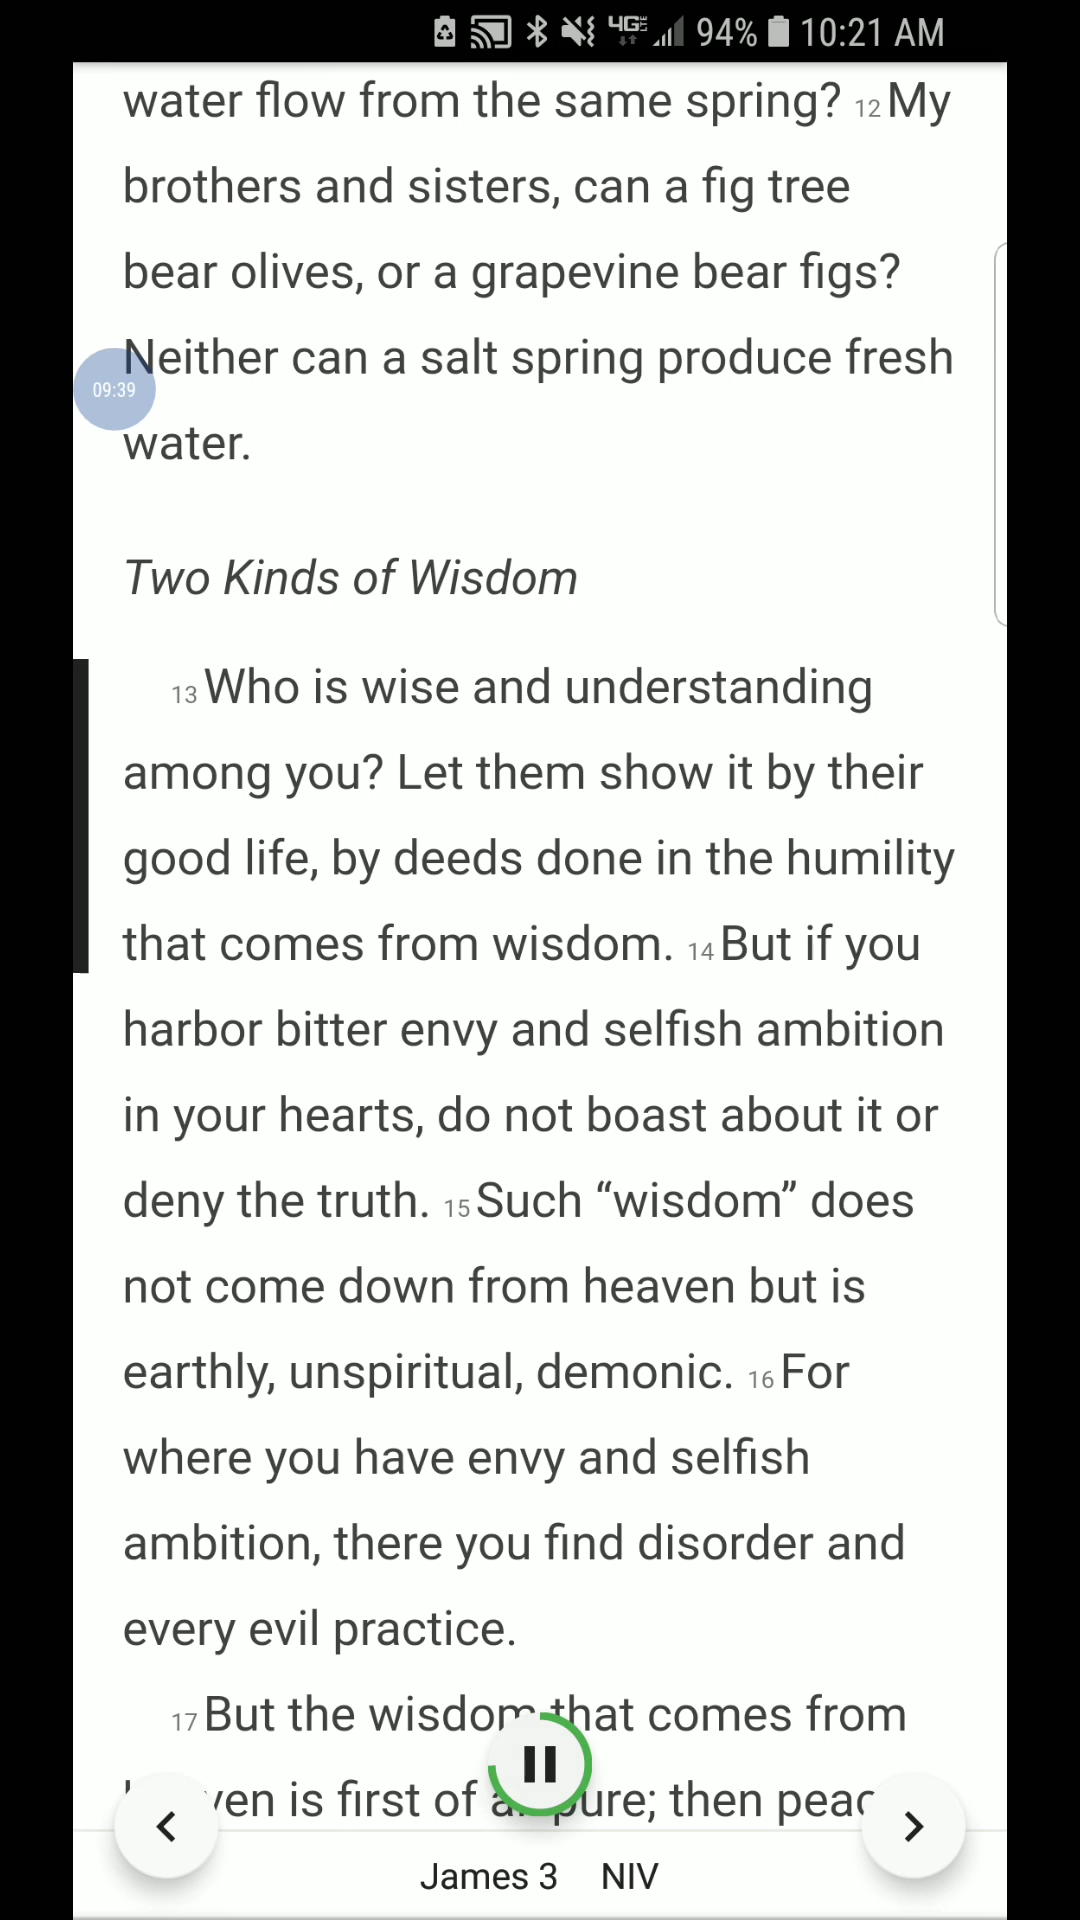 4G LTE 94% 10:21 AM
water flow from the same spring? 12 My
brothers and sisters, can a fig tree
bear olives, or a grapevine bear figs?
Neither can a salt spring produce fresh
09:39
water.
Two Kinds of Wisdom
13 Who is wise and understanding
among you? Let them show it by their
good life, by deeds done in the humility
that comes from wisdom. 14 But if you
harbor bitter envy and selfish ambition
in your hearts, do not boast about it or
deny the truth. 15 Such “wisdom” does
not come down from heaven but is
earthly, unspiritual, demonic. 16 For
where you have envy and selfish
ambition, there you find disorder and
every evil practice.
17 But the wisdom that comes from
is first of pure; then
James 3 NIV